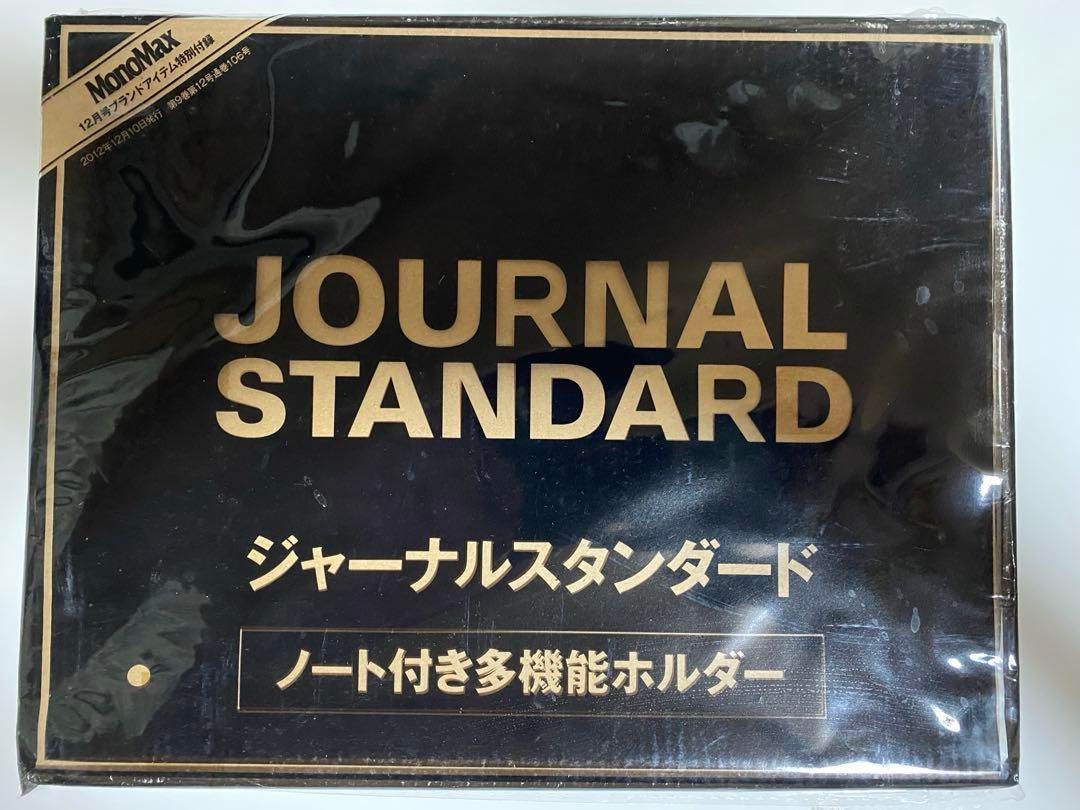 MonoMax
12月号ブランドアイテム特別付録
2012年12月10日発行 第9巻第12号通巻106号
JOURNAL
STANDARD
ジャーナルスタンダード
ノート付き多機能ホルダー